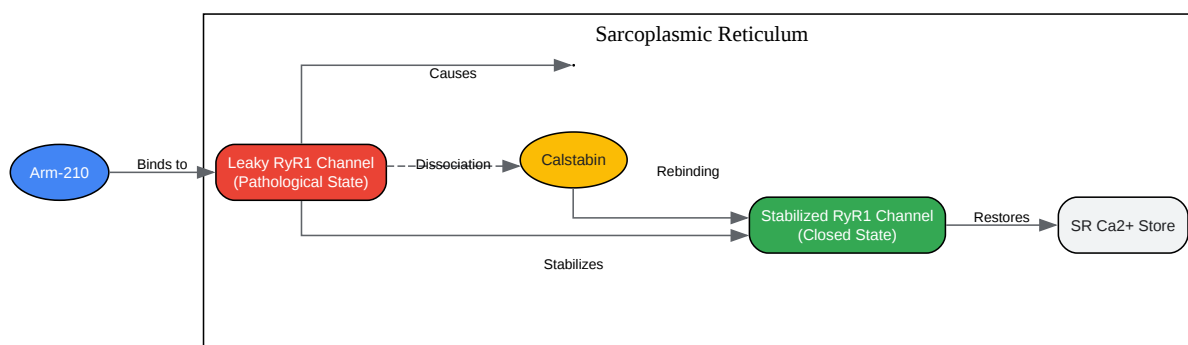 Sarcoplasmic Reticulum
Causes
Arm-210
Binds to
Leaky RyR1 Channel
(Pathological State)
Dissociation
Calstabin
Rebinding
Stabilized RyR1 Channel
(Closed State)
Restores
SR Ca2+ Store
Stabilizes